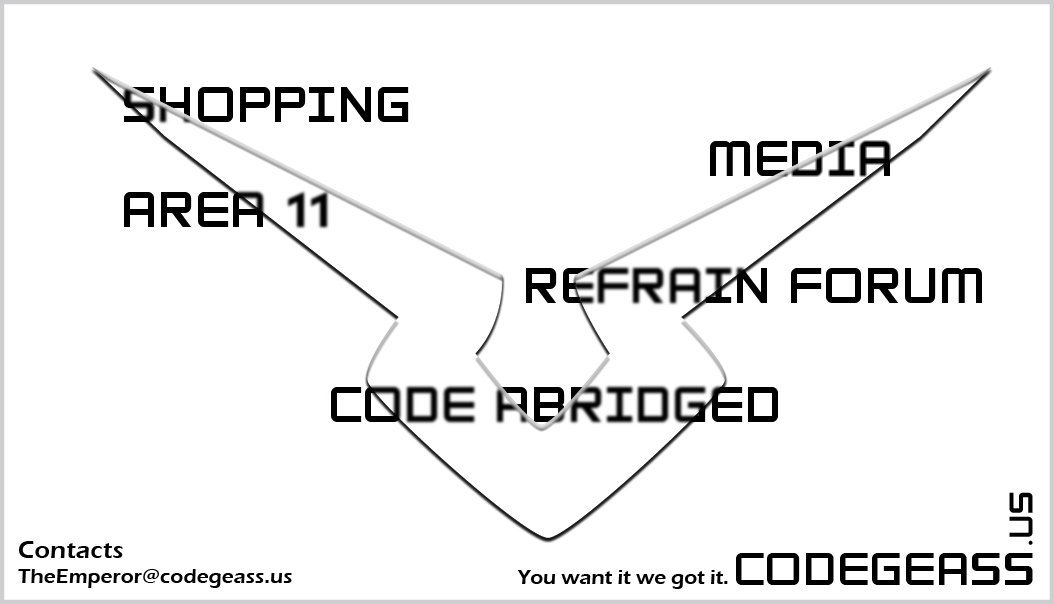 SHOPPING
MEDIA
AREA 11
REFRAIN FORUM
CODE ABRIDGED
Contacts
TheEmperor@codegeass.us
You want it we got it. CODEGEASS.US